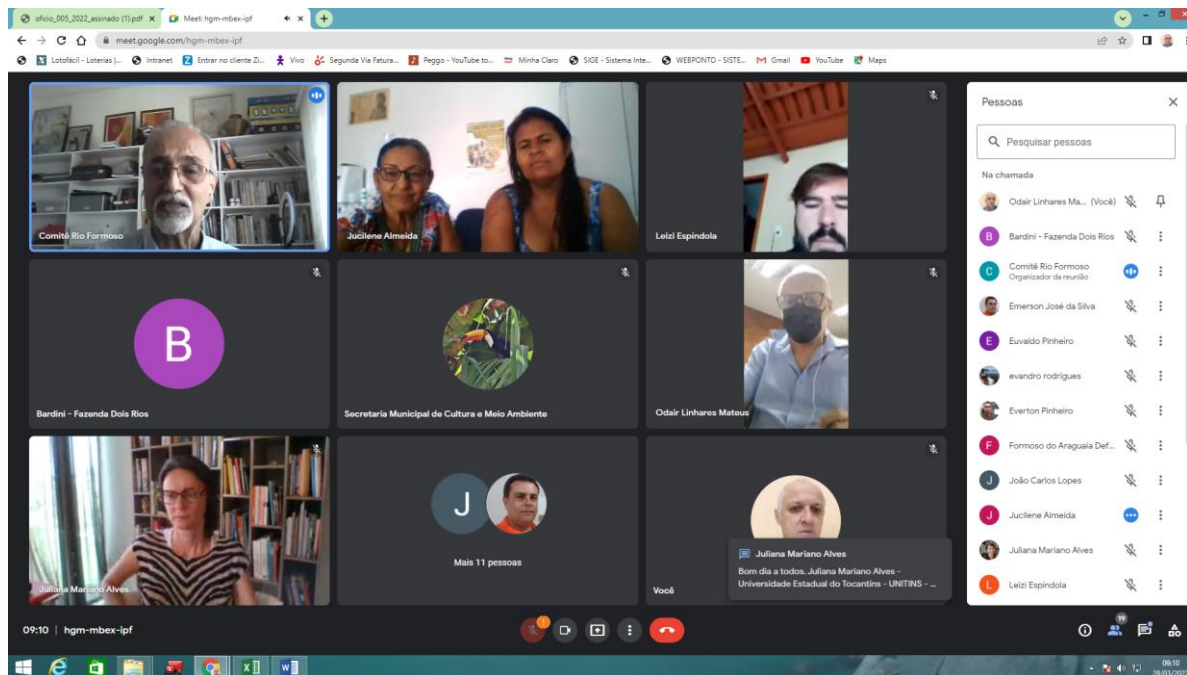 oficio_005_2022_assinado (1).pdf
Meet: hgm-mbex-ipf
meet.google.com/hgm-mbex-ipf
Lotofácil - Loterias |...
Intranet
Entrar no cliente Zi...
Vivo
Segunda Via Fatura...
Peggo - YouTube to...
Minha Claro
SIGE - Sistema Inte...
WEBPONTO - SISTE...
Gmail
YouTube
Maps
Comitê Rio Formoso
Jucilene Almeida
Leizi Espíndola
B
Bardini - Fazenda Dois Rios
Secretaria Municipal de Cultura e Meio Ambiente
Odair Linhares Mateus
Juliana Mariano Alves
J
Mais 11 pessoas
Você
Juliana Mariano Alves
Bom dia a todos. Juliana Mariano Alves -
Universidade Estadual do Tocantins - UNITINS - ...
Pessoas
Pesquisar pessoas
Na chamada
Odair Linhares Ma... (Você)
B Bardini - Fazenda Dois Rios
C Comitê Rio Formoso
Organizador da reunião
Emerson José da Silva
E Euvaldo Pinheiro
evandro rodrigues
Everton Pinheiro
F Formoso do Araguaia Def...
J João Carlos Lopes
J Jucilene Almeida
Juliana Mariano Alves
L Leizi Espíndola
09:10 | hgm-mbex-ipf
19
09:10